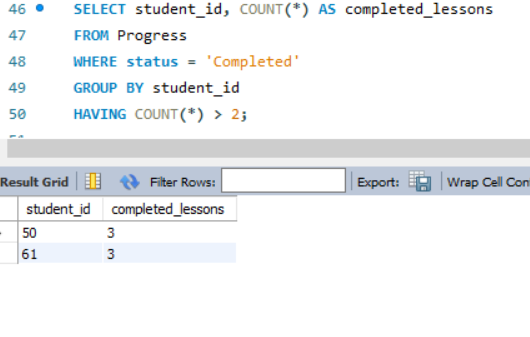 46 SELECT student_id, COUNT(*) AS completed_lessons
47 FROM Progress
48 WHERE status = 'Completed'
49 GROUP BY student_id
50 HAVING COUNT(*) > 2;
Result Grid Filter Rows: Export: Wrap Cell Con
student_id completed_lessons
50 3
61 3